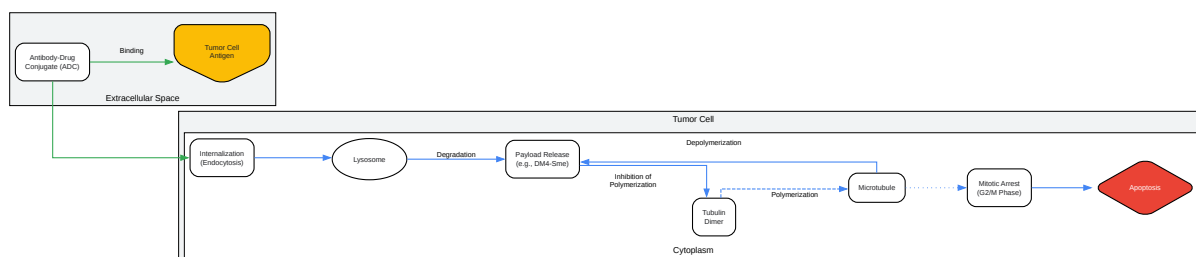 Antibody-Drug
Conjugate (ADC)
Binding
Tumor Cell
Antigen
Extracellular Space
Tumor Cell
Internalization
(Endocytosis)
Lysosome
Degradation
Payload Release
(e.g., DM4-Sme)
Depolymerization
Inhibition of
Polymerization
Tubulin
Dimer
Polymerization
Microtubule
Mitotic Arrest
(G2/M Phase)
Apoptosis
Cytoplasm